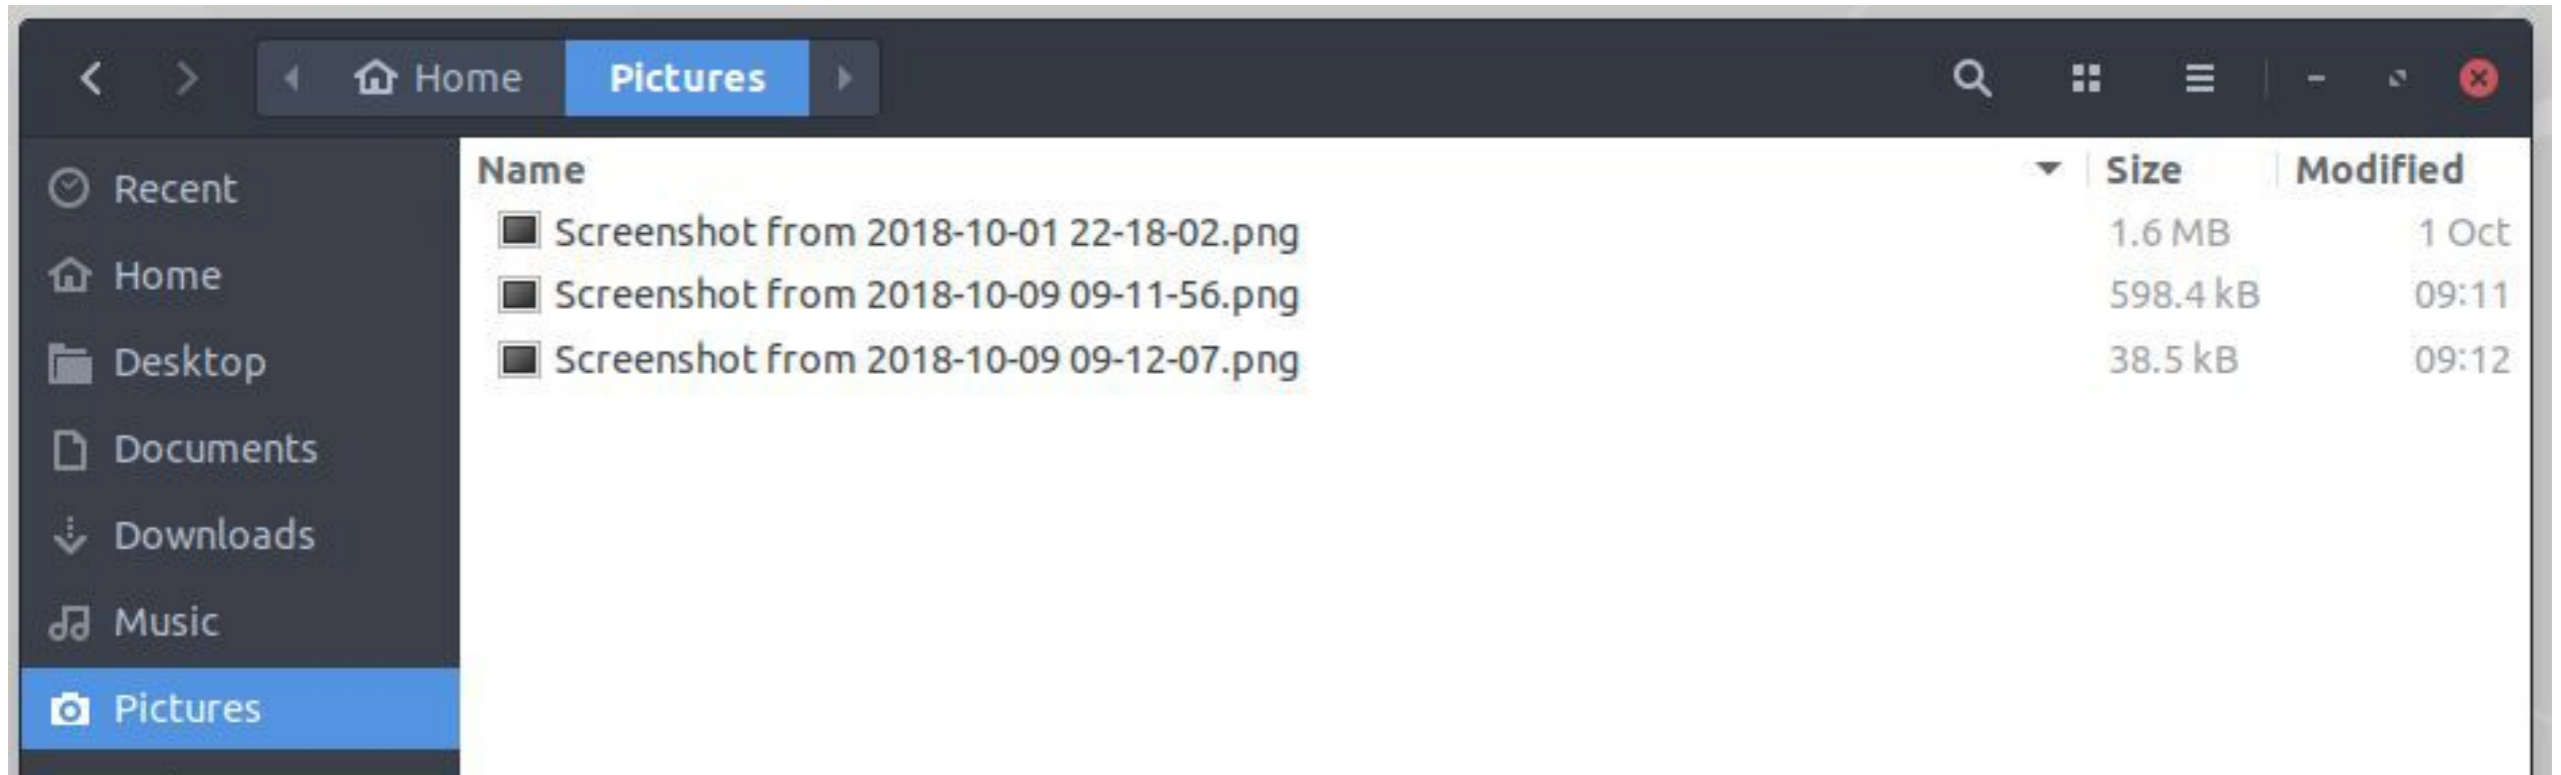 Home Pictures
Name Size Modified
Recent
Home
Desktop
Documents
Downloads
Music
Pictures
Screenshot from 2018-10-01 22-18-02.png 1.6 MB 1 Oct
Screenshot from 2018-10-09 09-11-56.png 598.4 kB 09:11
Screenshot from 2018-10-09 09-12-07.png 38.5 kB 09:12